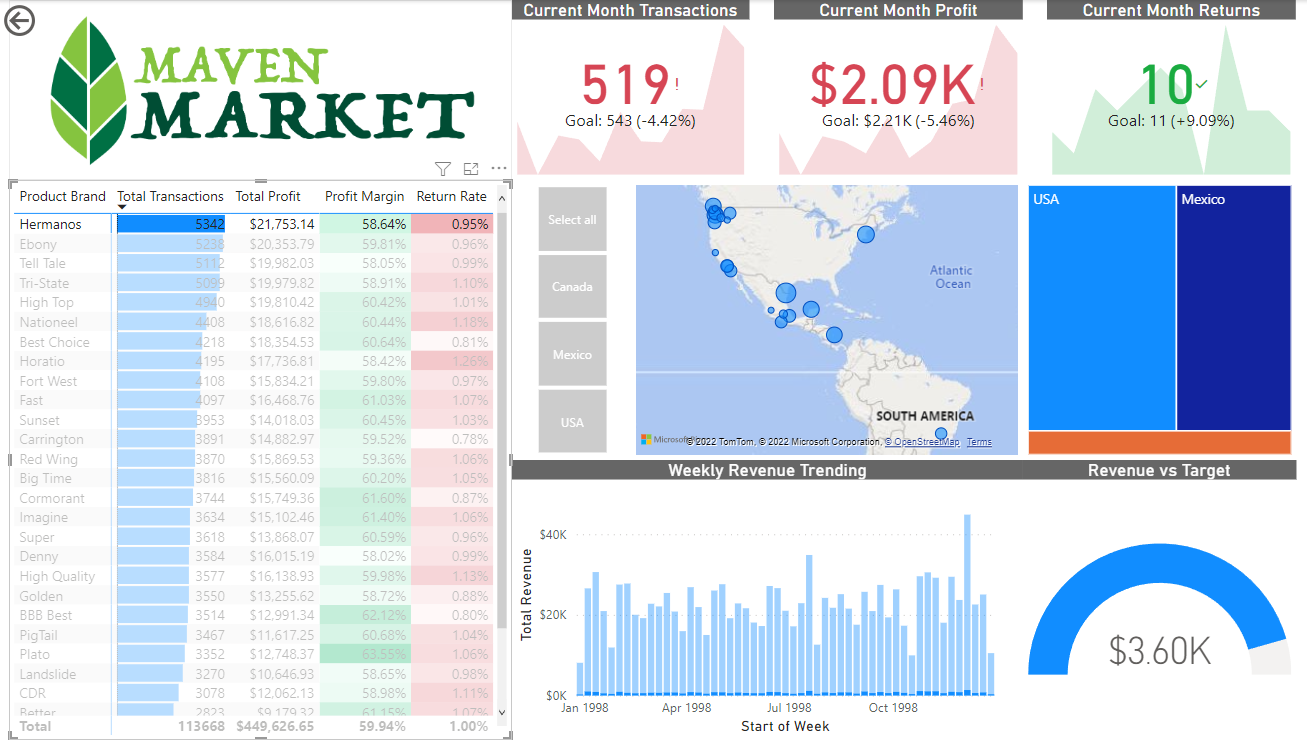 MAVEN
MARKET
Current Month Transactions
519!
Goal: 543 (-4.42%)
Current Month Profit
$2.09K!
Goal: $2.21K (-5.46%)
Current Month Returns
10
Goal: 11 (+9.09%)
Product Brand Total Transactions Total Profit Profit Margin Return Rate
Hermanos 5342 $21,753.14 58.64% 0.95%
Ebony 5238 $20,353.79 59.81% 0.96%
Tell Tale 5112 $19,982.03 58.05% 0.99%
Tri-State 5099 $19,979.82 58.91% 1.10%
High Top 4940 $19,810.42 60.42% 1.01%
Nationeel 4408 $18,616.82 60.44% 1.18%
Best Choice 4218 $18,354.53 60.64% 0.81%
Horatio 4195 $17,736.81 58.42% 1.26%
Fort West 4108 $15,834.21 59.80% 0.97%
Fast 4097 $16,468.76 61.03% 1.07%
Sunset 3953 $14,018.03 60.45% 1.03%
Carrington 3891 $14,882.97 59.52% 0.78%
Red Wing 3870 $15,869.53 59.36% 1.06%
Big Time 3816 $15,560.09 60.20% 1.05%
Cormorant 3744 $15,749.36 61.60% 0.87%
Imagine 3634 $15,102.46 61.40% 1.06%
Super 3618 $13,868.07 60.59% 0.96%
Denny 3584 $16,015.19 58.02% 0.99%
High Quality 3577 $16,138.93 59.98% 1.13%
Golden 3550 $13,255.62 58.72% 0.88%
BBB Best 3514 $12,991.34 62.12% 0.80%
PigTail 3467 $11,617.25 60.68% 1.04%
Plato 3352 $12,748.37 63.55% 1.06%
Landslide 3270 $10,646.93 58.65% 0.98%
CDR 3078 $12,062.13 58.98% 1.11%
Better 2823 $9,179.32 61.15% 1.07%
Total 113668 $449,626.65 59.94% 1.00%
Select all
Canada
Mexico
USA
Atlantic
Ocean
SOUTH AMERICA
Microsoft
© 2022 TomTom, © 2022 Microsoft Corporation, © OpenStreetMap Terms
USA
Mexico
Weekly Revenue Trending
Total Revenue
$40K
$20K
$0K
Jan 1998 Apr 1998 Jul 1998 Oct 1998
Start of Week
Revenue vs Target
$3.60K